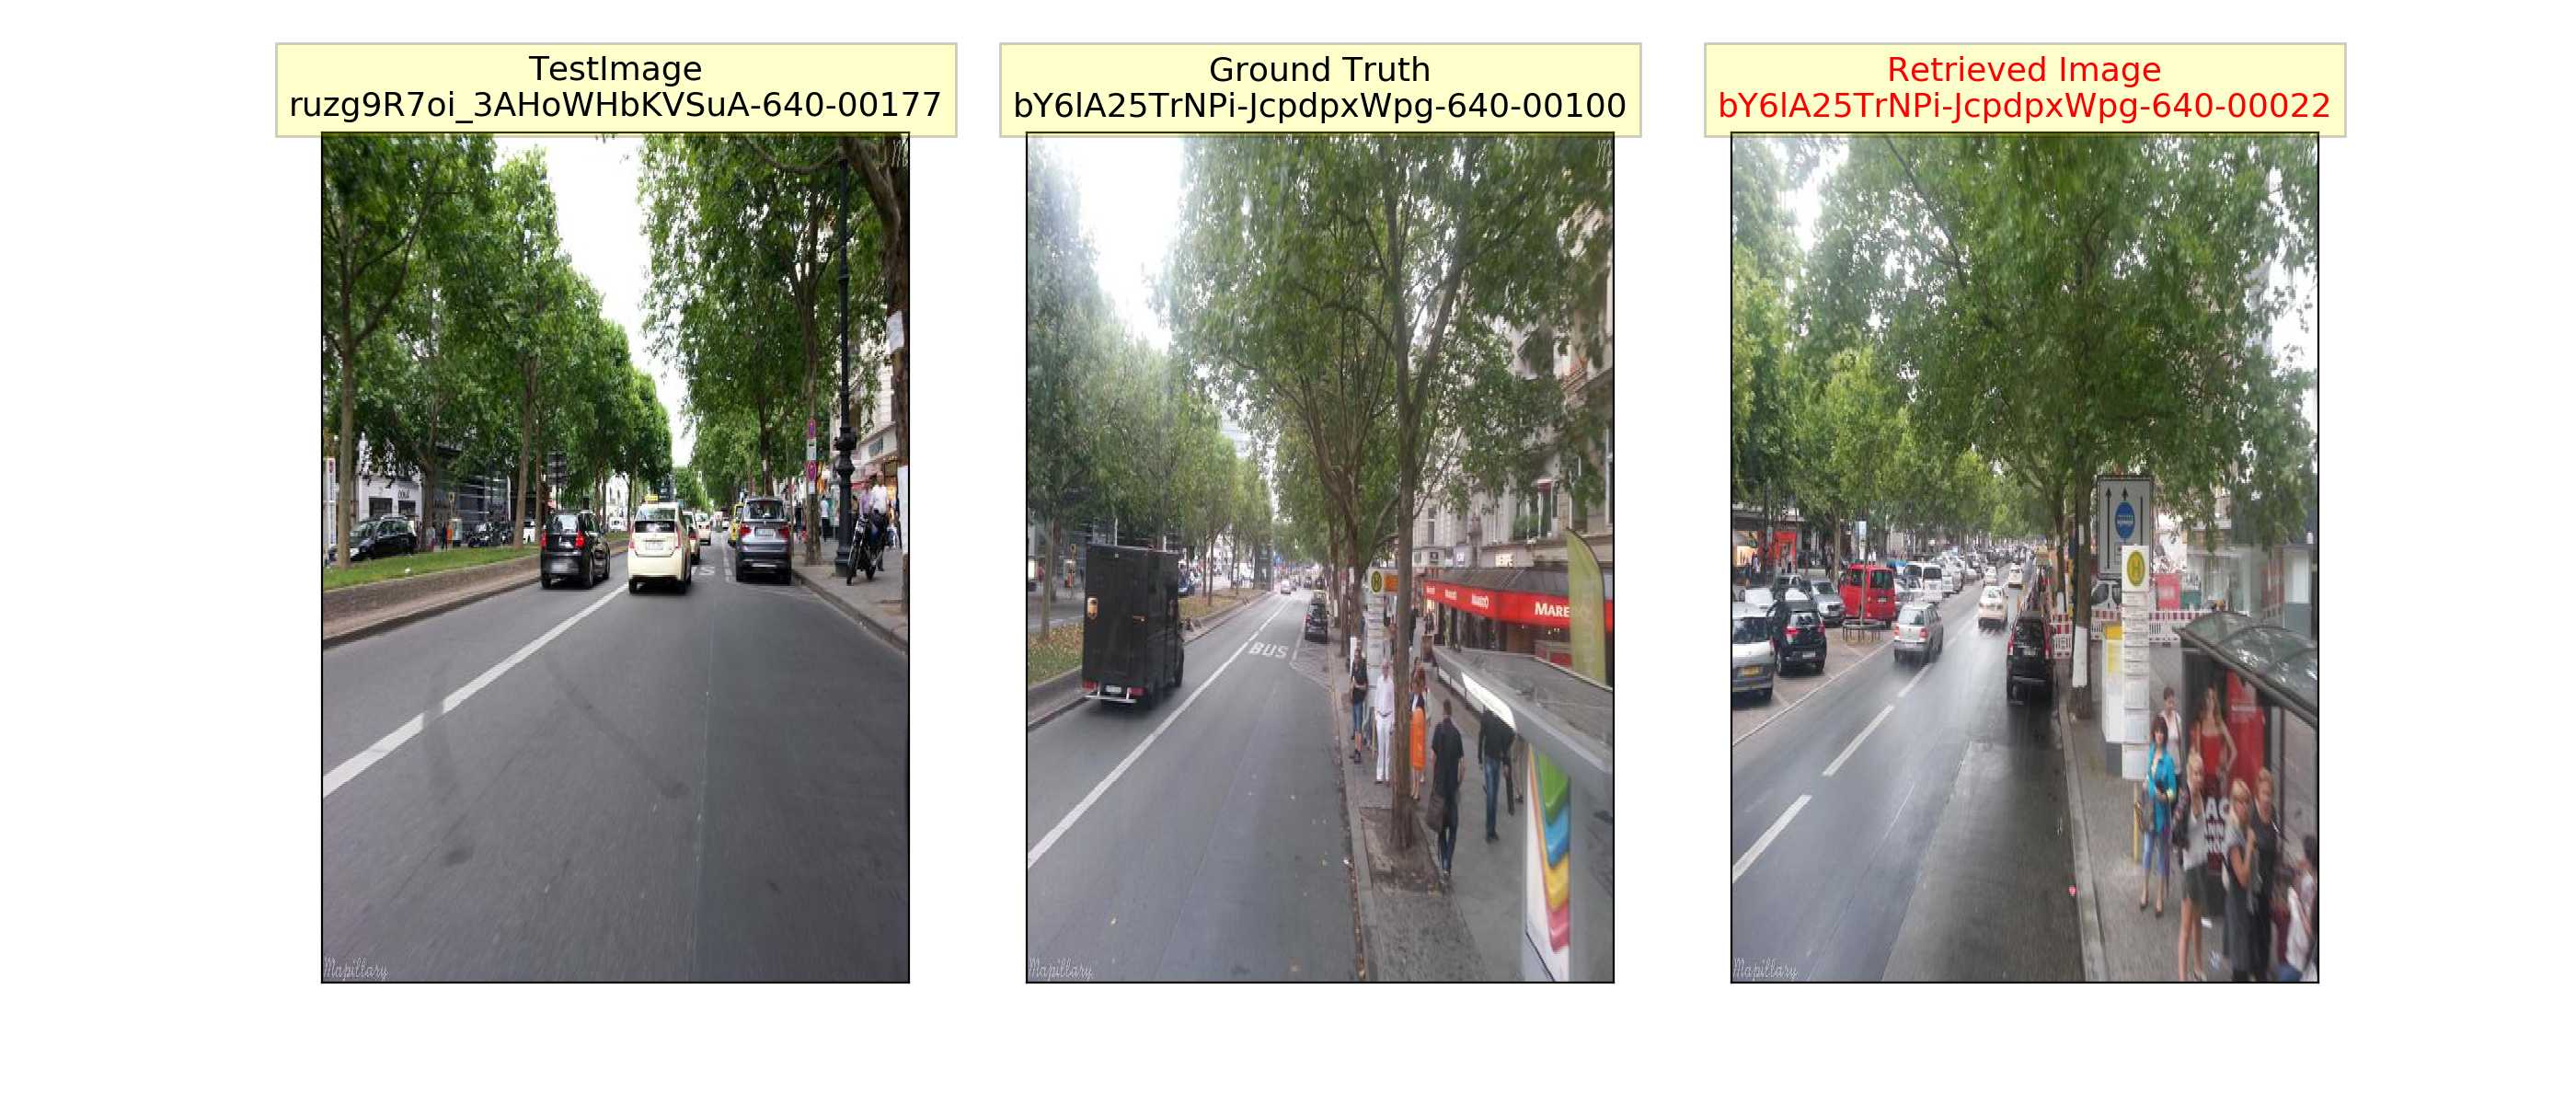 TestImage
ruzg9R7oi_3AHoWHbKVSuA-640-00177
Ground Truth
bY6lA25TrNPi-JcpdpxWpg-640-00100
Retrieved Image
bY6lA25TrNPi-JcpdpxWpg-640-00022
BUS
H
MARE
H
Mapillary
Mapillary
Mapillary